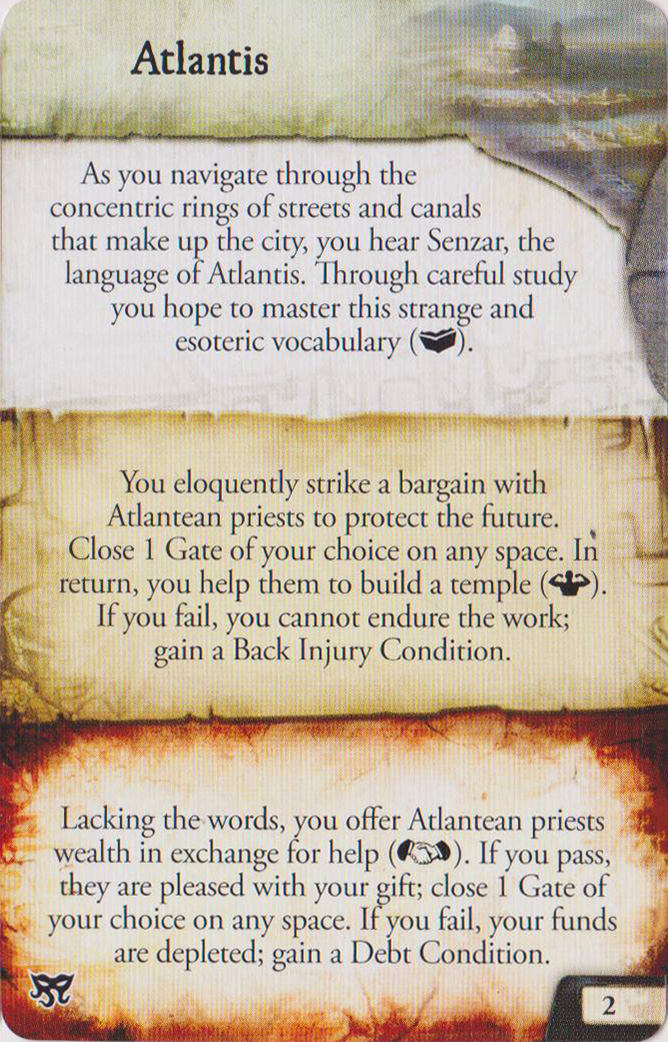 Atlantis
As you navigate through the
concentric rings of streets and canals
that make up the city, you hear Senzar, the
language of Atlantis. Through careful study
you hope to master this strange and
esoteric vocabulary ( ).
You eloquently strike a bargain with
Atlantean priests to protect the future.
Close 1 Gate of your choice on any space. In
return, you help them to build a temple ( ).
If you fail, you cannot endure the work;
gain a Back Injury Condition.
Lacking the words, you offer Atlantean priests
wealth in exchange for help ( ). If you pass,
they are pleased with your gift; close 1 Gate of
your choice on any space. If you fail, your funds
are depleted; gain a Debt Condition.
2